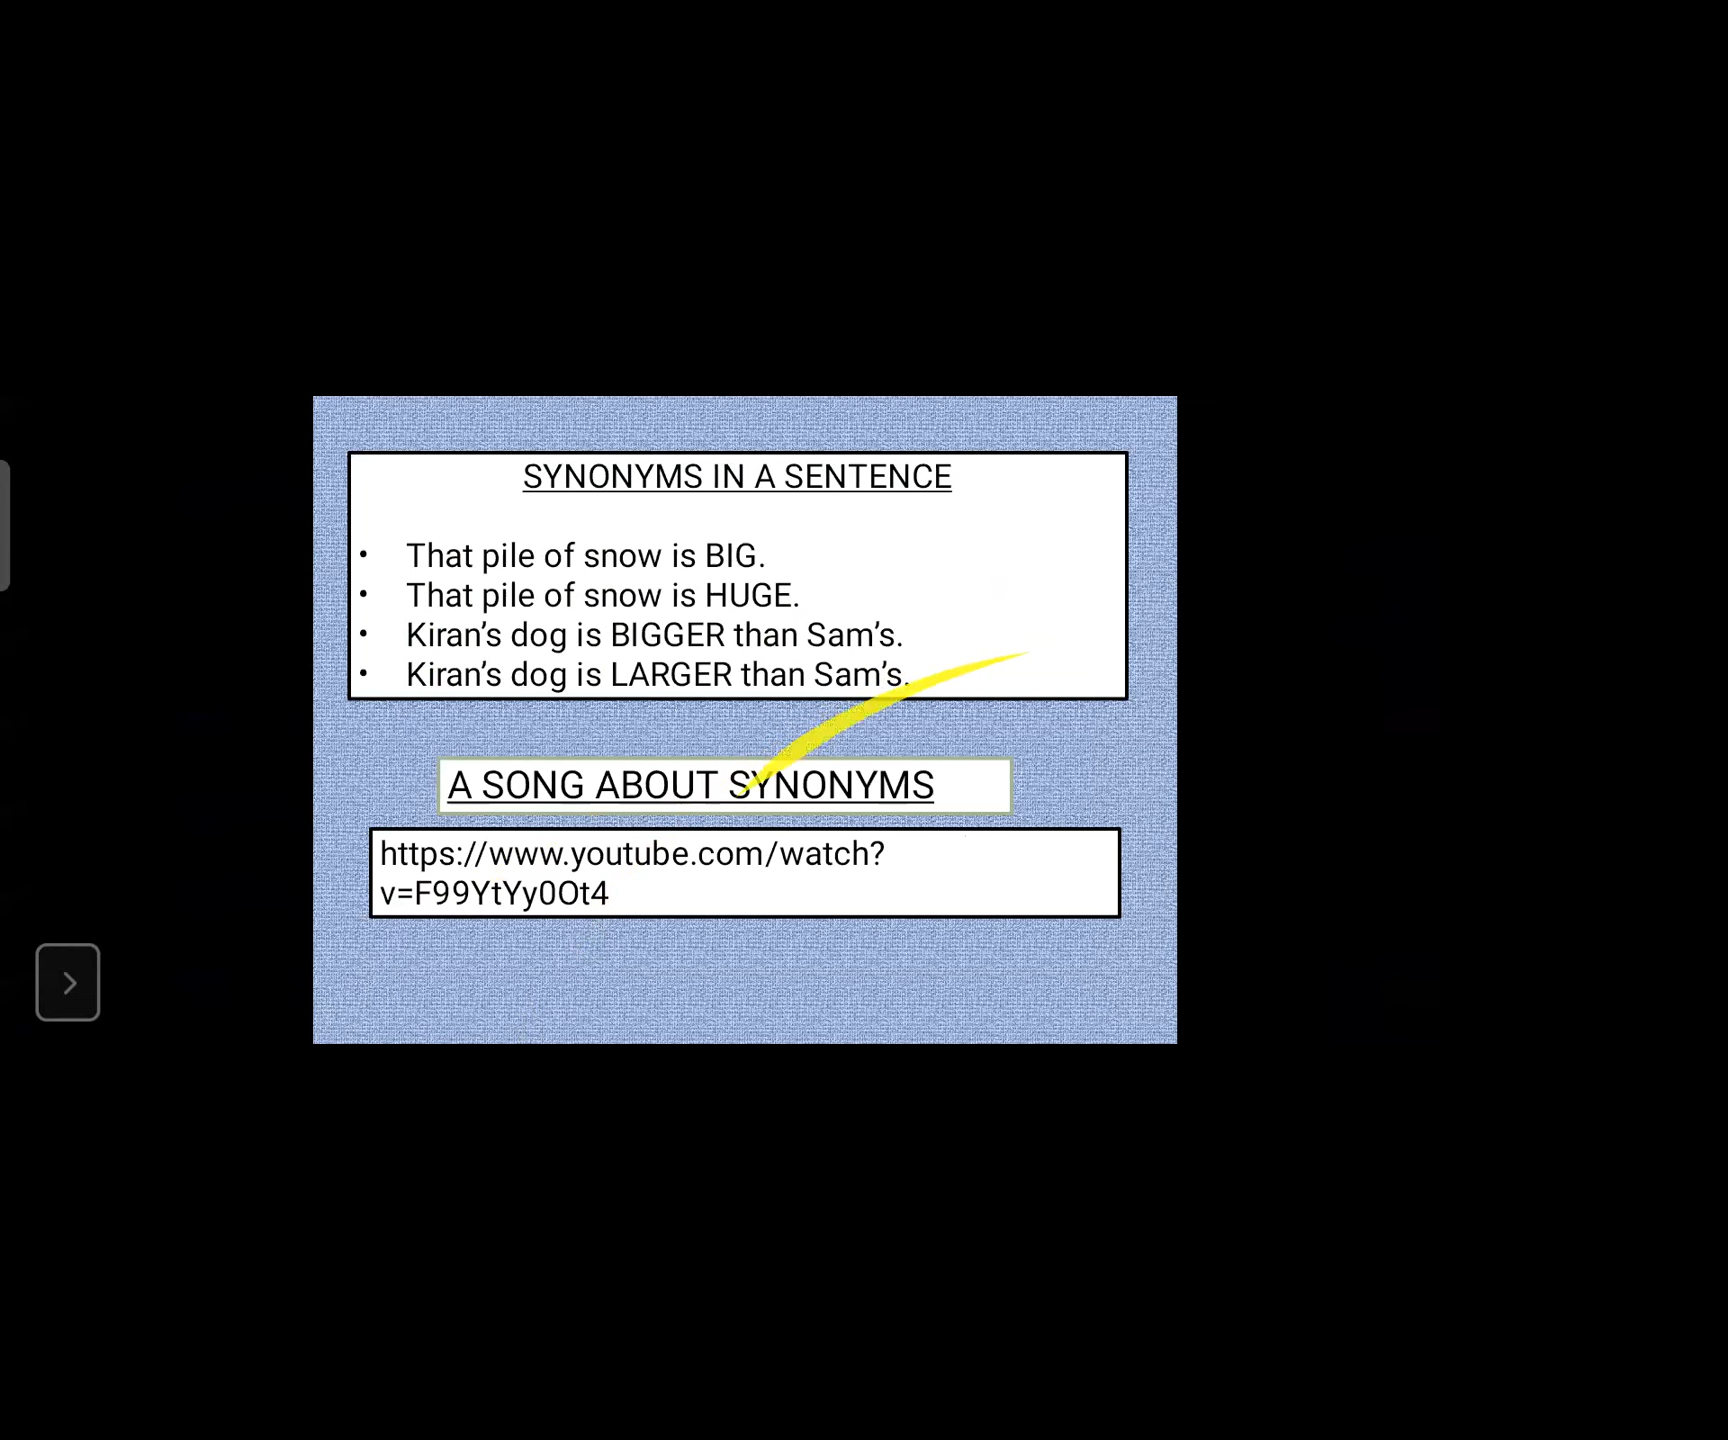 SYNONYMS IN A SENTENCE
• That pile of snow is BIG.
• That pile of snow is HUGE.
• Kiran’s dog is BIGGER than Sam’s.
• Kiran’s dog is LARGER than Sam’s.
A SONG ABOUT SYNONYMS
https://www.youtube.com/watch?
v=F99YtYy0Ot4